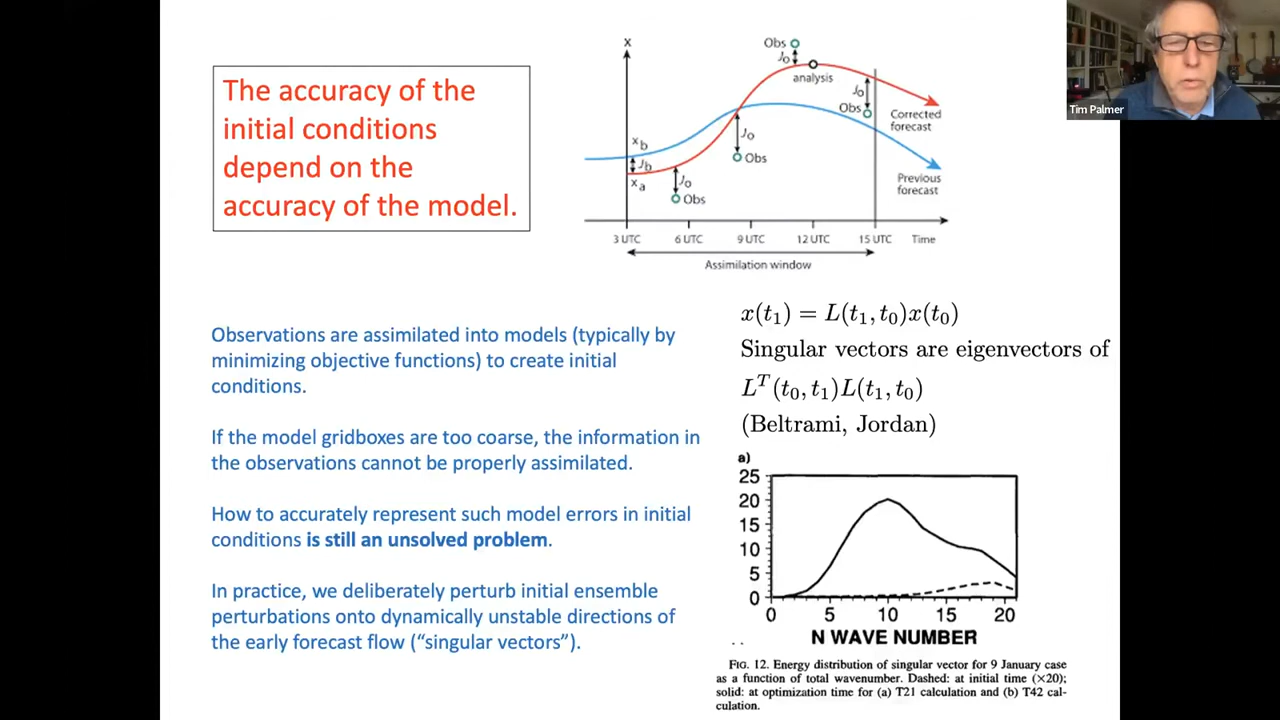 The accuracy of the
initial conditions
depend on the
accuracy of the model.
x
Obs
Jo
analysis
Jo
Obs
Corrected
forecast
xb
Jb
xa
Jo
Obs
Jo
Obs
Previous
forecast
3 UTC 6 UTC 9 UTC 12 UTC 15 UTC Time
Assimilation window
Tim Palmer
Observations are assimilated into models (typically by
minimizing objective functions) to create initial
conditions.
If the model gridboxes are too coarse, the information in
the observations cannot be properly assimilated.
How to accurately represent such model errors in initial
conditions is still an unsolved problem.
In practice, we deliberately perturb initial ensemble
perturbations onto dynamically unstable directions of
the early forecast flow (“singular vectors”).
x(t₁) = L(t₁, t₀)x(t₀)
Singular vectors are eigenvectors of
Lᵀ(t₀, t₁)L(t₁, t₀)
(Beltrami, Jordan)
a)
25
20
15
10
5
0
0 5 10 15 20
N WAVE NUMBER
FIG. 12. Energy distribution of singular vector for 9 January case
as a function of total wavenumber. Dashed: at initial time (×20);
solid: at optimization time for (a) T21 calculation and (b) T42 cal-
culation.